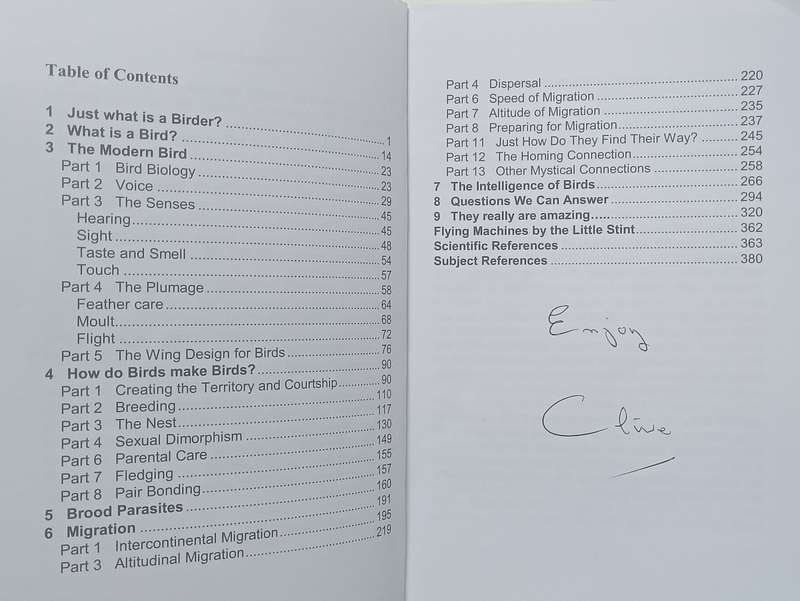 Table of Contents
1 Just what is a Birder? ........ 1
2 What is a Bird? ........ 14
3 The Modern Bird ........ 23
Part 1 Bird Biology ........ 23
Part 2 Voice ........ 29
Part 3 The Senses ........ 45
Hearing ........ 45
Sight ........ 48
Taste and Smell ........ 54
Touch ........ 57
Part 4 The Plumage ........ 58
Feather care ........ 64
Moult ........ 68
Flight ........ 72
Part 5 The Wing Design for Birds ........ 76
4 How do Birds make Birds? ........ 90
Part 1 Creating the Territory and Courtship ........ 90
Part 2 Breeding ........ 110
Part 3 The Nest ........ 117
Part 4 Sexual Dimorphism ........ 130
Part 6 Parental Care ........ 149
Part 7 Fledging ........ 155
Part 8 Pair Bonding ........ 157
5 Brood Parasites ........ 160
6 Migration ........ 191
Part 1 Intercontinental Migration ........ 195
Part 3 Altitudinal Migration ........ 219
Part 4 Dispersal ........ 220
Part 6 Speed of Migration ........ 227
Part 7 Altitude of Migration ........ 235
Part 8 Preparing for Migration ........ 237
Part 11 Just How Do They Find Their Way? ........ 245
Part 12 The Homing Connection ........ 254
Part 13 Other Mystical Connections ........ 258
7 The Intelligence of Birds ........ 266
8 Questions We Can Answer ........ 294
9 They really are amazing..... ........ 320
Flying Machines by the Little Stint ........ 362
Scientific References ........ 363
Subject References ........ 380
Enjoy
Clive